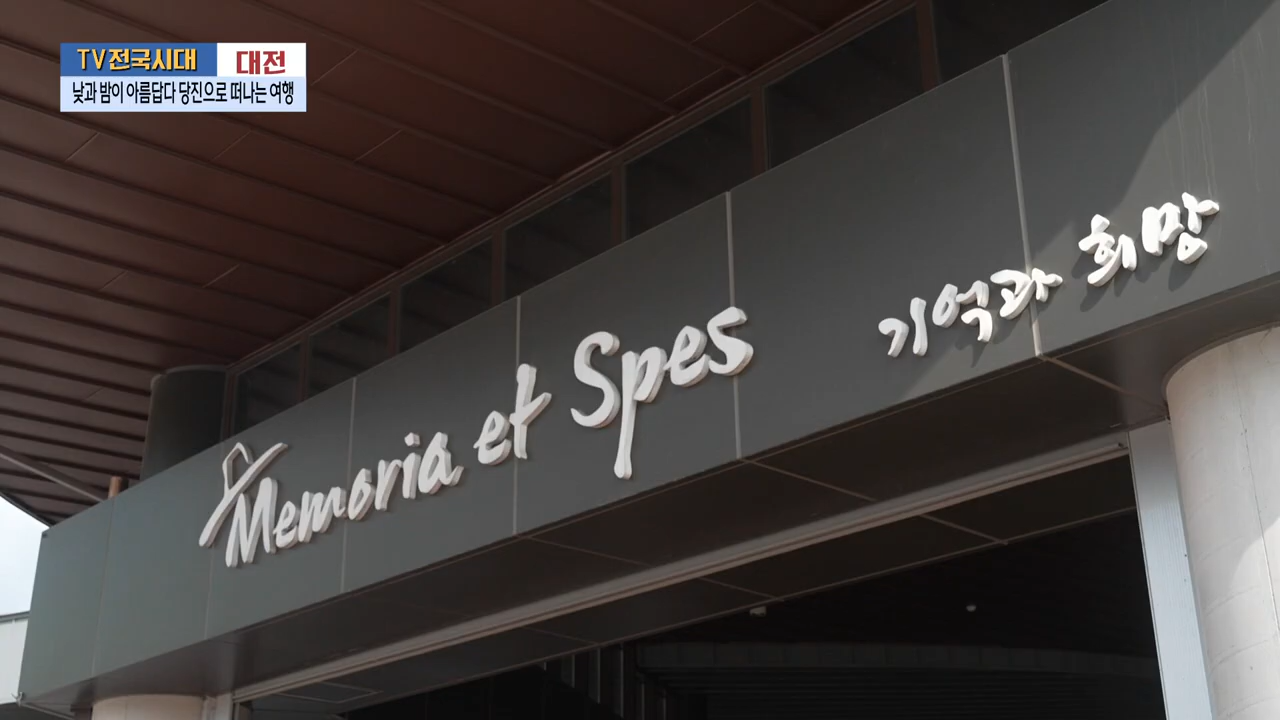 TV전국시대 대전
낮과 밤이 아름답다 당진으로 떠나는 여행
Memoria et Spes 기억과 희망